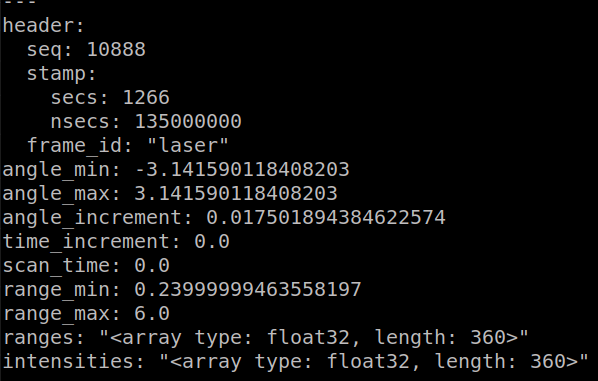 ---
header:
  seq: 10888
  stamp:
    secs: 1266
    nsecs: 135000000
  frame_id: "laser"
angle_min: -3.141590118408203
angle_max: 3.141590118408203
angle_increment: 0.017501894384622574
time_increment: 0.0
scan_time: 0.0
range_min: 0.23999999463558197
range_max: 6.0
ranges: "<array type: float32, length: 360>"
intensities: "<array type: float32, length: 360>"